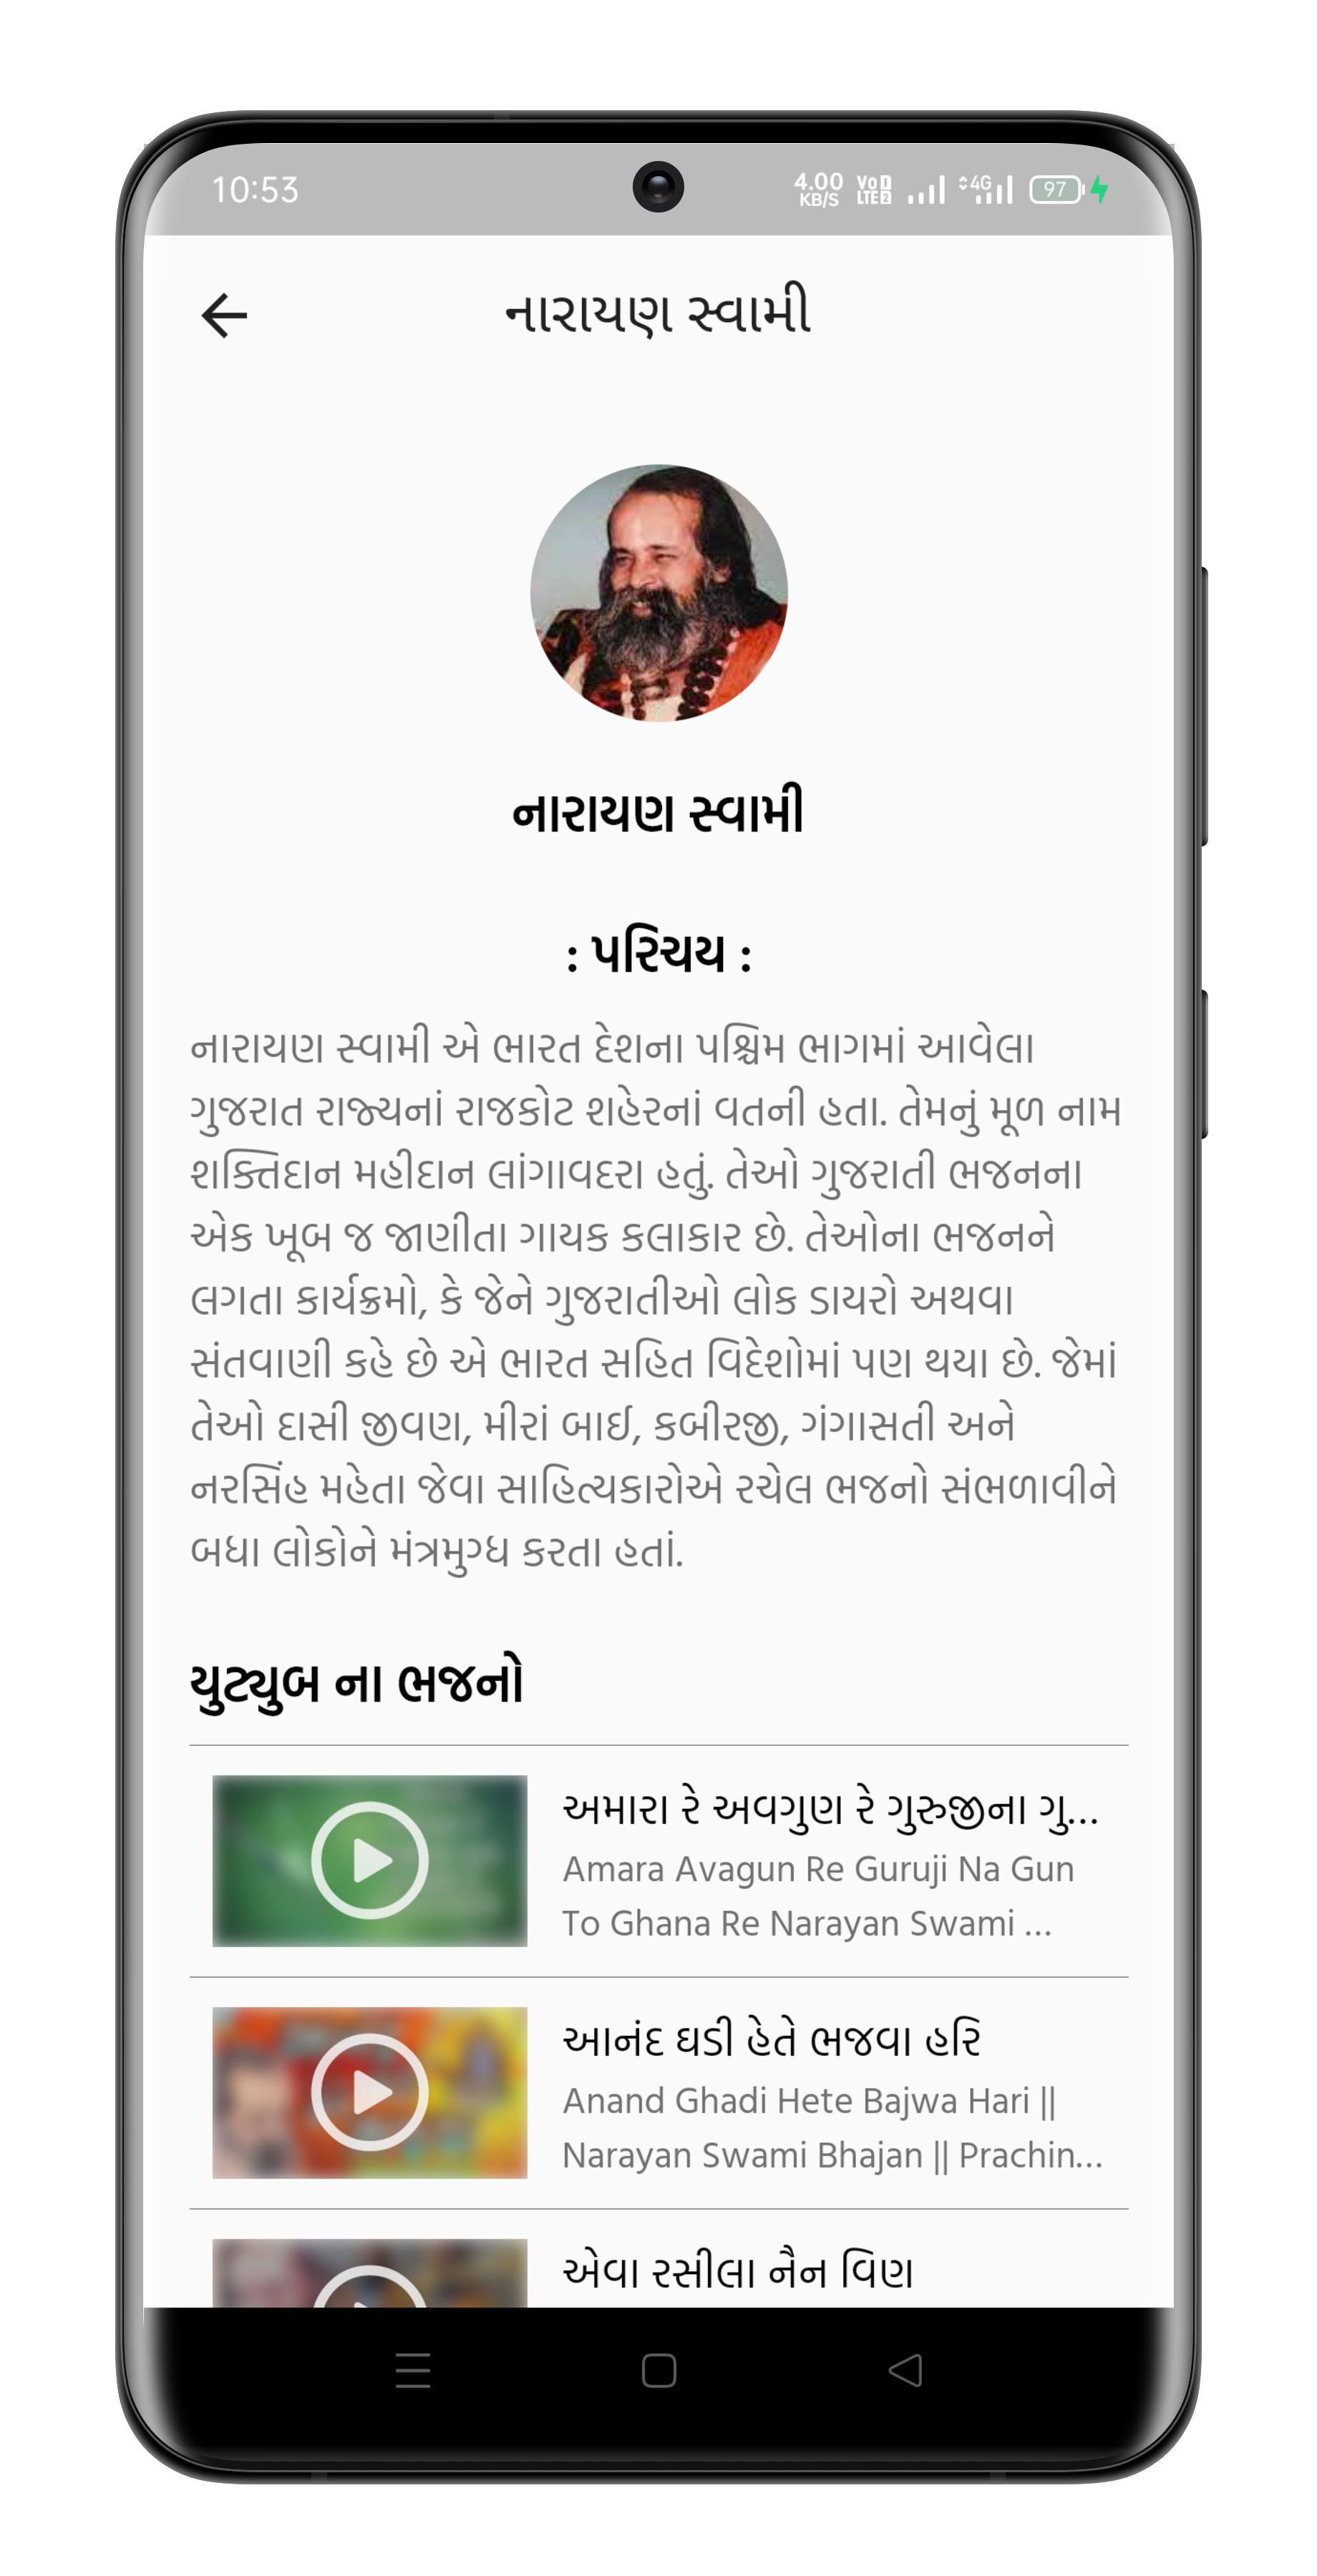 10:53
4.00
KB/S
Vo 1
LTE 2
4G
97
નારાયણ સ્વામી
નારાયણ સ્વામી
: પરિચય :
નારાયણ સ્વામી એ ભારત દેશના પશ્ચિમ ભાગમાં આવેલા
ગુજરાત રાજ્યનાં રાજકોટ શહેરનાં વતની હતા. તેમનું મૂળ નામ
શક્તિદાન મહીદાન લાંગાવદરા હતું. તેઓ ગુજરાતી ભજનના
એક ખૂબ જ જાણીતા ગાયક કલાકાર છે. તેઓના ભજનને
લગતા કાર્યક્રમો, કે જેને ગુજરાતીઓ લોક ડાયરો અથવા
સંતવાણી કહે છે એ ભારત સહિત વિદેશોમાં પણ થયા છે. જેમાં
તેઓ દાસી જીવણ, મીરાં બાઈ, કબીરજી, ગંગાસતી અને
નરસિંહ મહેતા જેવા સાહિત્યકારોએ રચેલ ભજનો સંભળાવીને
બધા લોકોને મંત્રમુગ્ધ કરતા હતાં.
યુટ્યુબ ના ભજનો
અમારા રે અવગુણ રે ગુરુજીના ગુ...
Amara Avagun Re Guruji Na Gun
To Ghana Re Narayan Swami ...
આનંદ ઘડી હેતે ભજવા હરિ
Anand Ghadi Hete Bajwa Hari ||
Narayan Swami Bhajan || Prachin...
એવા રસીલા નૈન વિણ